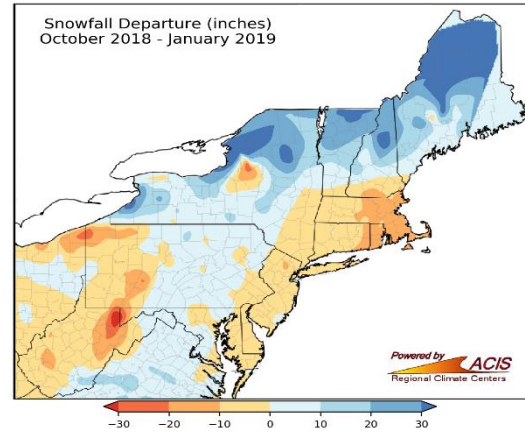 Snowfall Departure (inches)
October 2018 - January 2019
Powered by
ACIS
Regional Climate Centers
−30 −20 −10 0 10 20 30